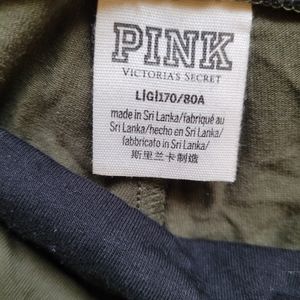 PINK
VICTORIA'S SECRET
L|G|170/80A
made in Sri Lanka/fabriqué au
Sri Lanka/hecho en Sri Lanka/
fabbricato in Sri Lanka/
斯里兰卡制造